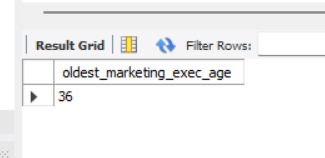 Result Grid Filter Rows:
oldest_marketing_exec_age
36